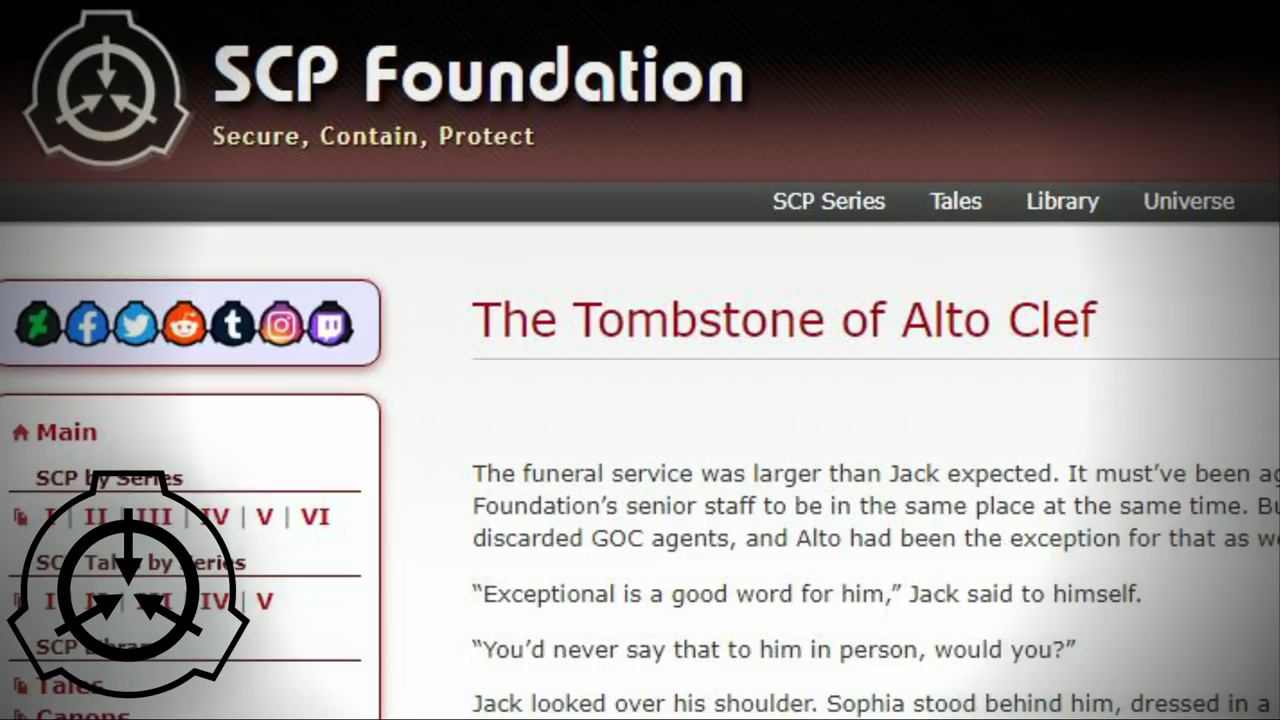 SCP Foundation
Secure, Contain, Protect
SCP Series Tales Library Universe
The Tombstone of Alto Clef
Main
SCP by Series
I | II | III | IV | V | VI
SCP Tales by Series
I | II | III | IV | V
SCP Library
Tales
Canons
The funeral service was larger than Jack expected. It must’ve been
Foundation’s senior staff to be in the same place at the same time.
discarded GOC agents, and Alto had been the exception for that as
“Exceptional is a good word for him,” Jack said to himself.
“You’d never say that to him in person, would you?”
Jack looked over his shoulder. Sophia stood behind him, dressed in a